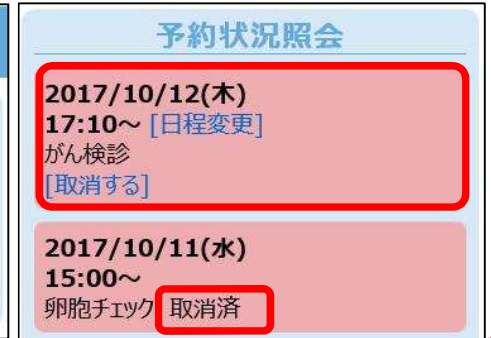 予約状況照会
2017/10/12(木)
17:10～ [日程変更]
がん検診
[取消する]
2017/10/11(水)
15:00～
卵胞チェック 取消済